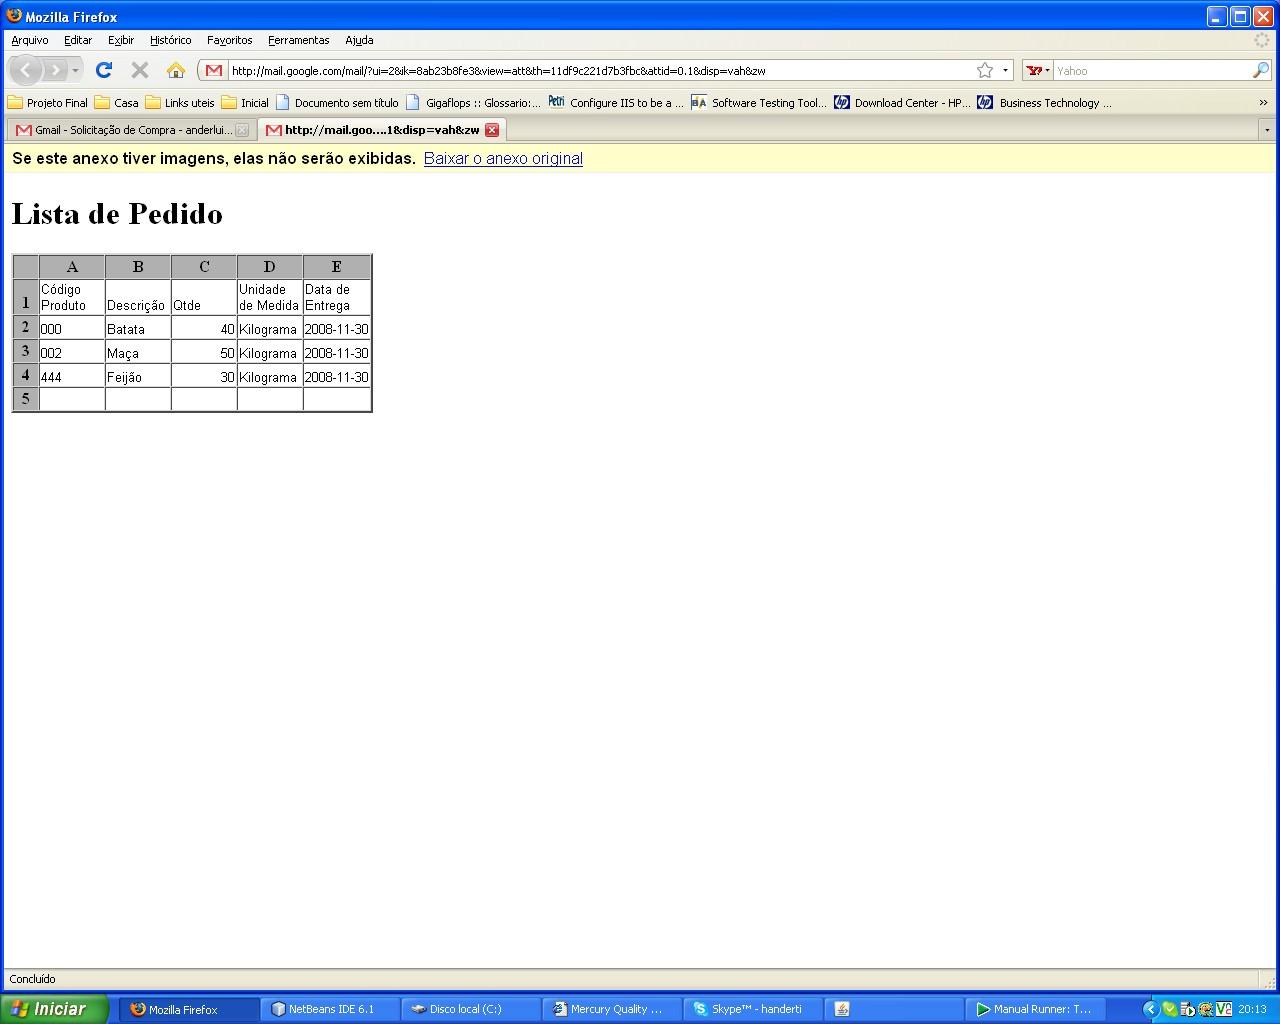 Mozilla Firefox
Arquivo Editar Exibir Histórico Favoritos Ferramentas Ajuda
http://mail.google.com/mail/?ui=2&ik=8ab23b8fe3&view=att&th=11df9c221d7b3fbc&attid=0.1&disp=vah&zw
Yahoo
Projeto Final Casa Links uteis Inicial Documento sem título Gigaflops :: Glossario:... Petri Configure IIS to be a ... BA Software Testing Tool... hp Download Center - HP... hp Business Technology ... »
Gmail - Solicitação de Compra - anderlui... http://mail.goo....1&disp=vah&zw
Se este anexo tiver imagens, elas não serão exibidas. Baixar o anexo original
Lista de Pedido
A B C D E
1 Código Produto Descrição Qtde Unidade de Medida Data de Entrega
2 000 Batata 40 Kilograma 2008-11-30
3 002 Maça 50 Kilograma 2008-11-30
4 444 Feijão 30 Kilograma 2008-11-30
5
Concluído
Iniciar Mozilla Firefox NetBeans IDE 6.1 Disco local (C:) Mercury Quality ... Skype™ - handerti Manual Runner: T... 20:13